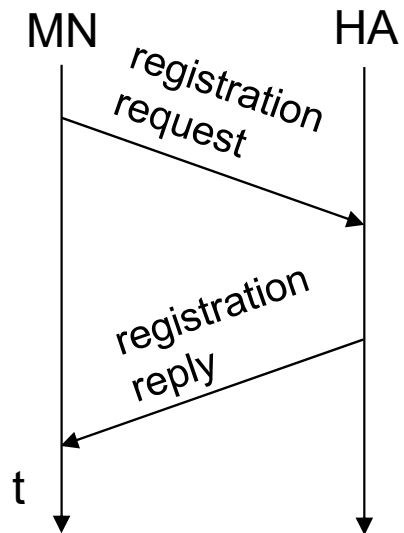 MN
HA
registration
request
registration
reply
t